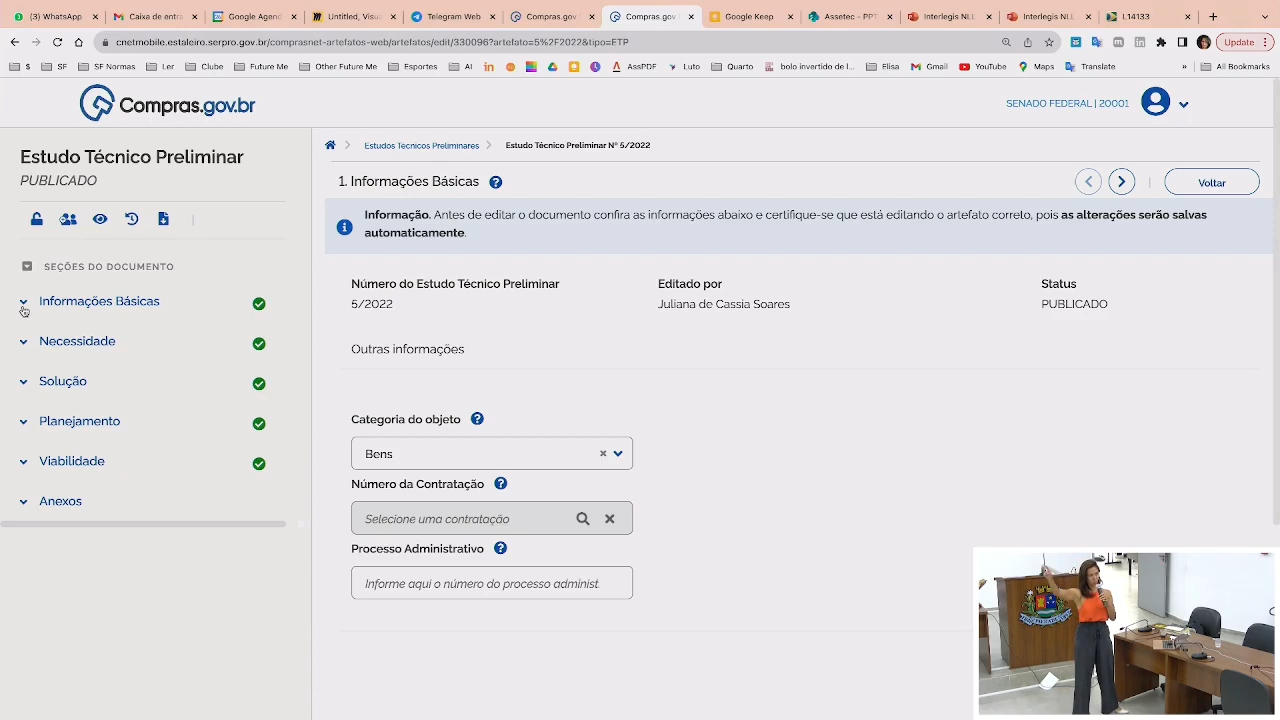 (3) WhatsApp
Caixa de entra
Google Agend
Untitled, Visua
Telegram Web
Compras.gov
Compras.gov.b
Google Keep
Assetec - PPT
Interlegis NLL
Interlegis NLL
L14133
cnetmobile.estaleiro.serpro.gov.br/comprasnet-artefatos-web/artefatos/edit/330096?artefato=5%2F2022&tipo=ETP
Update
$
SF
SF Normas
Ler
Clube
Future Me
Other Future Me
Esportes
AI
AssPDF
Luto
Quarto
bolo invertido de l...
Elisa
Gmail
YouTube
Maps
Translate
»
All Bookmarks
Compras.gov.br
SENADO FEDERAL | 20001
Estudo Técnico Preliminar
PUBLICADO
SEÇÕES DO DOCUMENTO
Informações Básicas
Necessidade
Solução
Planejamento
Viabilidade
Anexos
Estudos Técnicos Preliminares
Estudo Técnico Preliminar Nº 5/2022
1. Informações Básicas
Voltar
Informação. Antes de editar o documento confira as informações abaixo e certifique-se que está editando o artefato correto, pois as alterações serão salvas
automaticamente.
Número do Estudo Técnico Preliminar
5/2022
Editado por
Juliana de Cassia Soares
Status
PUBLICADO
Outras informações
Categoria do objeto
Bens
Número da Contratação
Selecione uma contratação
Processo Administrativo
Informe aqui o número do processo administ.